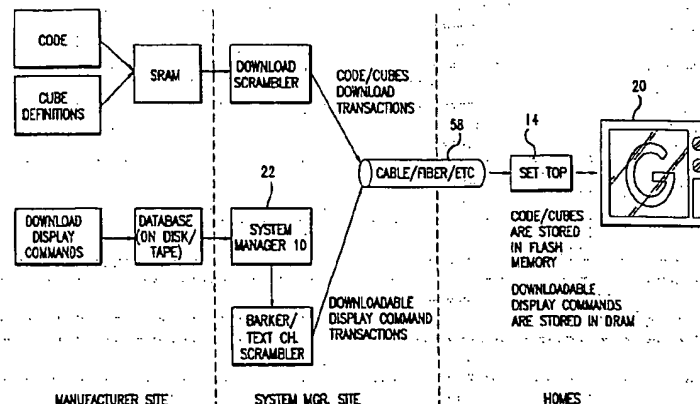 CODE
CUBE
DEFINITIONS
SRAM
DOWNLOAD
SCRAMBLER
CODE/CUBES
DOWNLOAD
TRANSACTIONS
58
CABLE/FIBER/ETC
14
SET TOP
20
G
CODE/CUBES
ARE STORED
IN FLASH
MEMORY
DOWNLOADABLE
DISPLAY COMMANDS
ARE STORED IN DRAM
DOWNLOAD
DISPLAY
COMMANDS
DATABASE
(ON DISK/
TAPE)
22
SYSTEM
MANAGER 10
BARKER/
TEXT CH.
SCRAMBLER
DOWNLOADABLE
DISPLAY COMMAND
TRANSACTIONS
MANUFACTURER SITE
SYSTEM MGR. SITE
HOMES